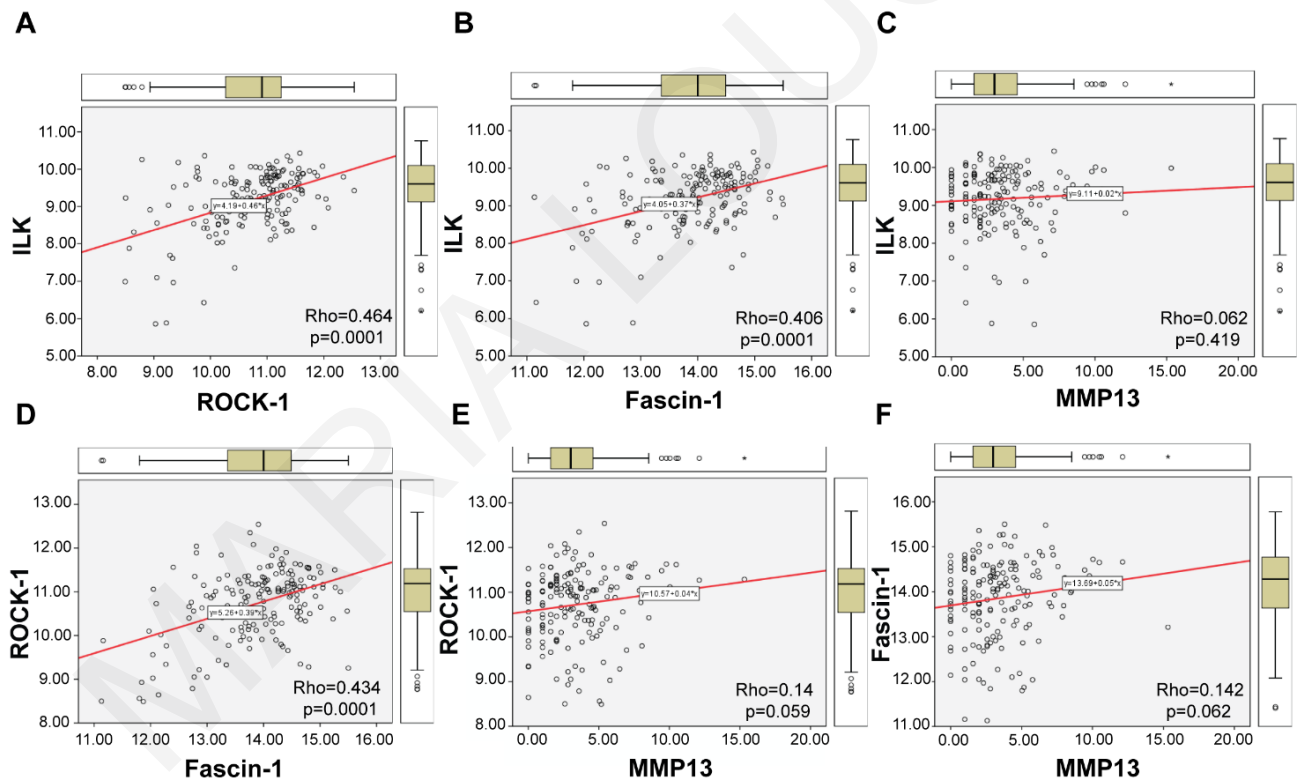 A
11.00
10.00
9.00
8.00
7.00
6.00
5.00
ILK
y=4.19+0.46*x
Rho=0.464
p=0.0001
8.00 9.00 10.00 11.00 12.00 13.00
ROCK-1
B
11.00
10.00
9.00
8.00
7.00
6.00
5.00
ILK
y=4.05+0.37*x
Rho=0.406
p=0.0001
11.00 12.00 13.00 14.00 15.00 16.00
Fascin-1
C
11.00
10.00
9.00
8.00
7.00
6.00
5.00
ILK
y=9.11+0.02*x
Rho=0.062
p=0.419
0.00 5.00 10.00 15.00 20.00
MMP13
D
13.00
12.00
11.00
10.00
9.00
8.00
ROCK-1
y=5.26+0.39*x
Rho=0.434
p=0.0001
11.00 12.00 13.00 14.00 15.00 16.00
Fascin-1
E
13.00
12.00
11.00
10.00
9.00
8.00
ROCK-1
y=10.57+0.04*x
Rho=0.14
p=0.059
0.00 5.00 10.00 15.00 20.00
MMP13
F
16.00
15.00
14.00
13.00
12.00
11.00
Fascin-1
y=13.69+0.05*x
Rho=0.142
p=0.062
0.00 5.00 10.00 15.00 20.00
MMP13
MARIA LOU